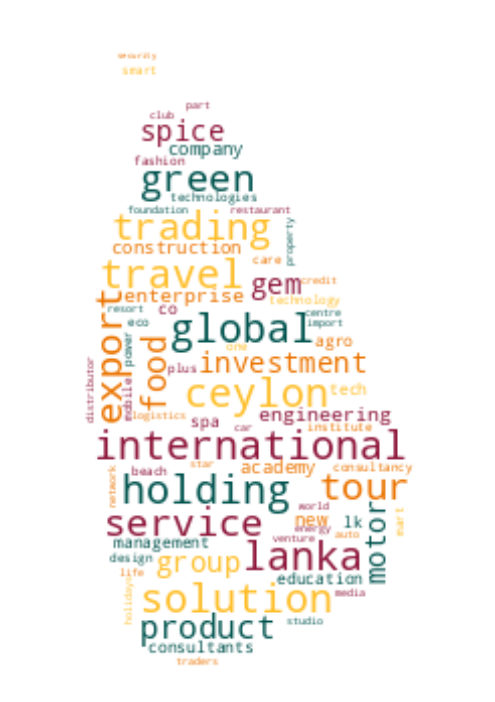 security
smart
part
club
spice
company
fashion
green
technologies
foundation restaurant
trading
property
construction
care
travel
gem credit
enterprise technology
export
resort co centre
eco global import
power
food
one agro
plus investment
distributor
mobile
ceylon tech
logistics spa engineering
car institute
international
star
beach academy consultancy
network
holding tour
world
service new lk
energy
motor
mart
auto
venture
management
design group lanka
life education
holidays
solution media
product studio
consultants
traders